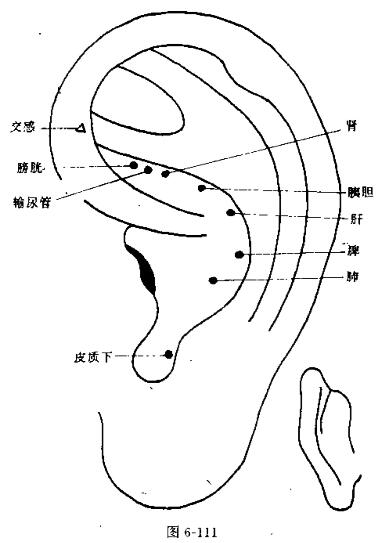 肾
交感
膀胱
输尿管
胰胆
肝
脾
肺
皮质下
图 6-111